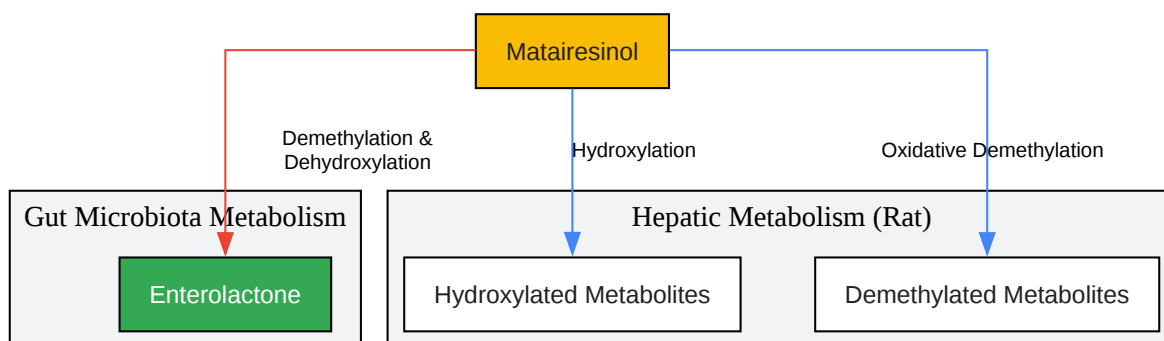 Matairesinol
Demethylation &
Dehydroxylation
Hydroxylation
Oxidative Demethylation
Gut Microbiota Metabolism
Hepatic Metabolism (Rat)
Enterolactone
Hydroxylated Metabolites
Demethylated Metabolites